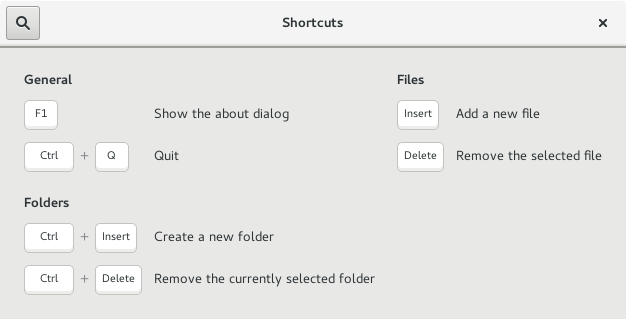 Shortcuts
General
F1 Show the about dialog
Ctrl + Q Quit
Folders
Ctrl + Insert Create a new folder
Ctrl + Delete Remove the currently selected folder
Files
Insert Add a new file
Delete Remove the selected file